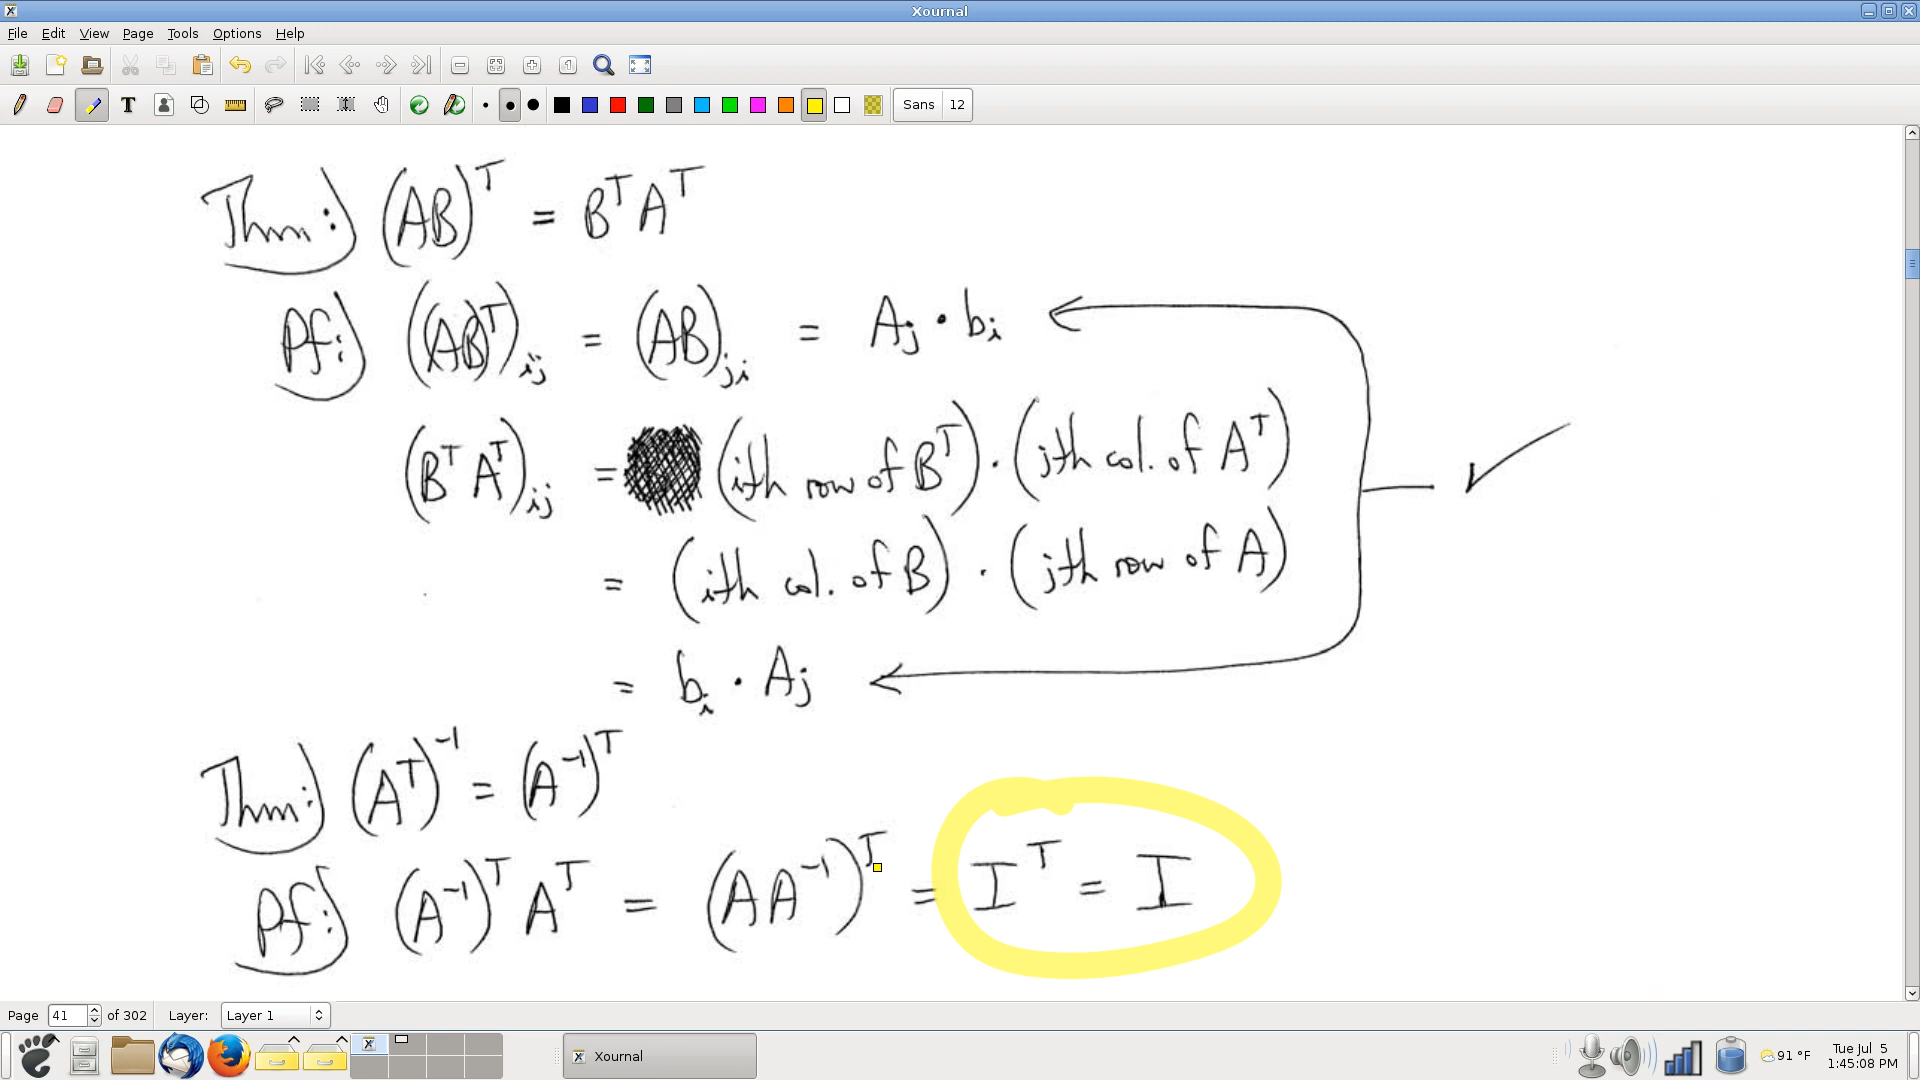 Xournal
File Edit View Page Tools Options Help
Sans 12
Thm:) (AB)^T = B^T A^T
Pf:) ((AB)^T)_ij = (AB)_ji = A_j · b_i
(B^T A^T)_ij = (ith row of B^T) · (jth col. of A^T)
= (ith col. of B) · (jth row of A)
= b_i · A_j
✓
Thm:) (A^T)^-1 = (A^-1)^T
Pf:) (A^-1)^T A^T = (A A^-1)^T = I^T = I
Page 41 of 302 Layer: Layer 1
Xournal
91 °F
Tue Jul 5
1:45:08 PM